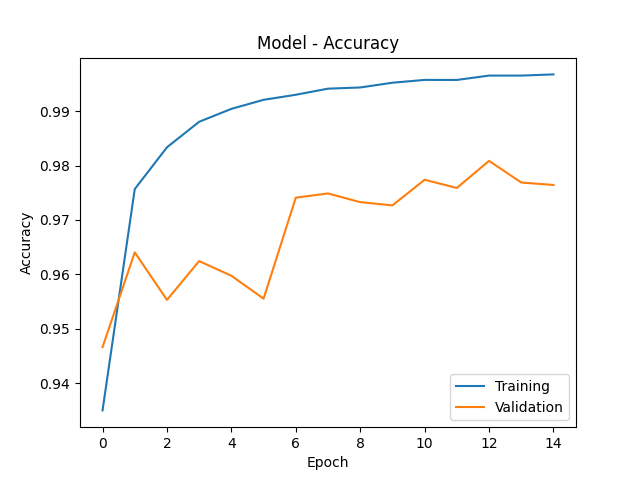 Model - Accuracy
0.99
0.98
0.97
0.96
0.95
0.94
Accuracy
0 2 4 6 8 10 12 14
Epoch
Training
Validation